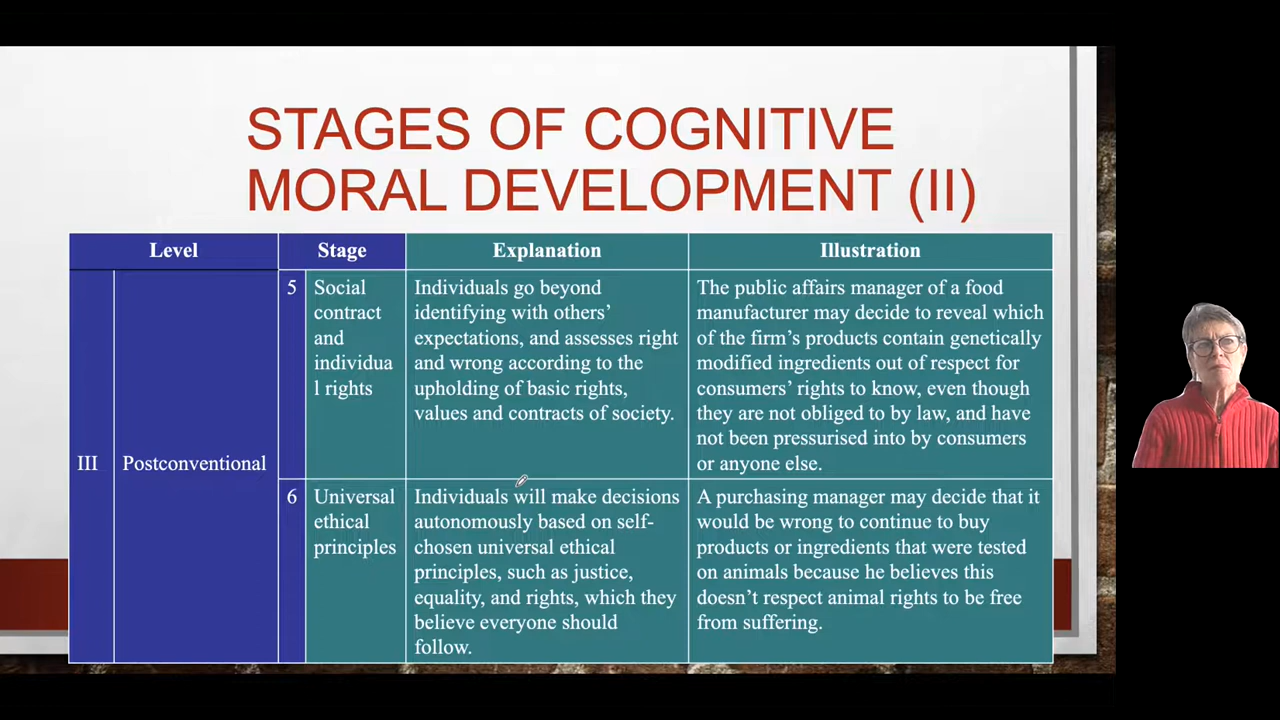 STAGES OF COGNITIVE
MORAL DEVELOPMENT (II)
Level
Stage
Explanation
Illustration
III
Postconventional
5
Social
contract
and
individua
l rights
Individuals go beyond
identifying with others’
expectations, and assesses right
and wrong according to the
upholding of basic rights,
values and contracts of society.
The public affairs manager of a food
manufacturer may decide to reveal which
of the firm’s products contain genetically
modified ingredients out of respect for
consumers’ rights to know, even though
they are not obliged to by law, and have
not been pressurised into by consumers
or anyone else.
6
Universal
ethical
principles
Individuals will make decisions
autonomously based on self-
chosen universal ethical
principles, such as justice,
equality, and rights, which they
believe everyone should
follow.
A purchasing manager may decide that it
would be wrong to continue to buy
products or ingredients that were tested
on animals because he believes this
doesn’t respect animal rights to be free
from suffering.